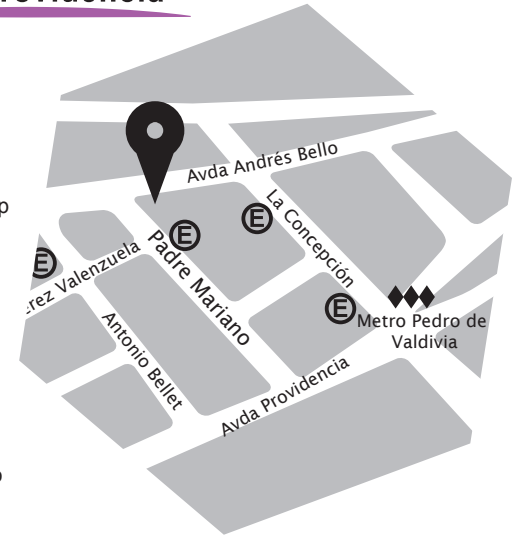 Avda Andrés Bello
La Concepción
E
E
E
Padre Mariano
E
Metro Pedro de
Valdivia
Antonio Bellet
Avda Providencia